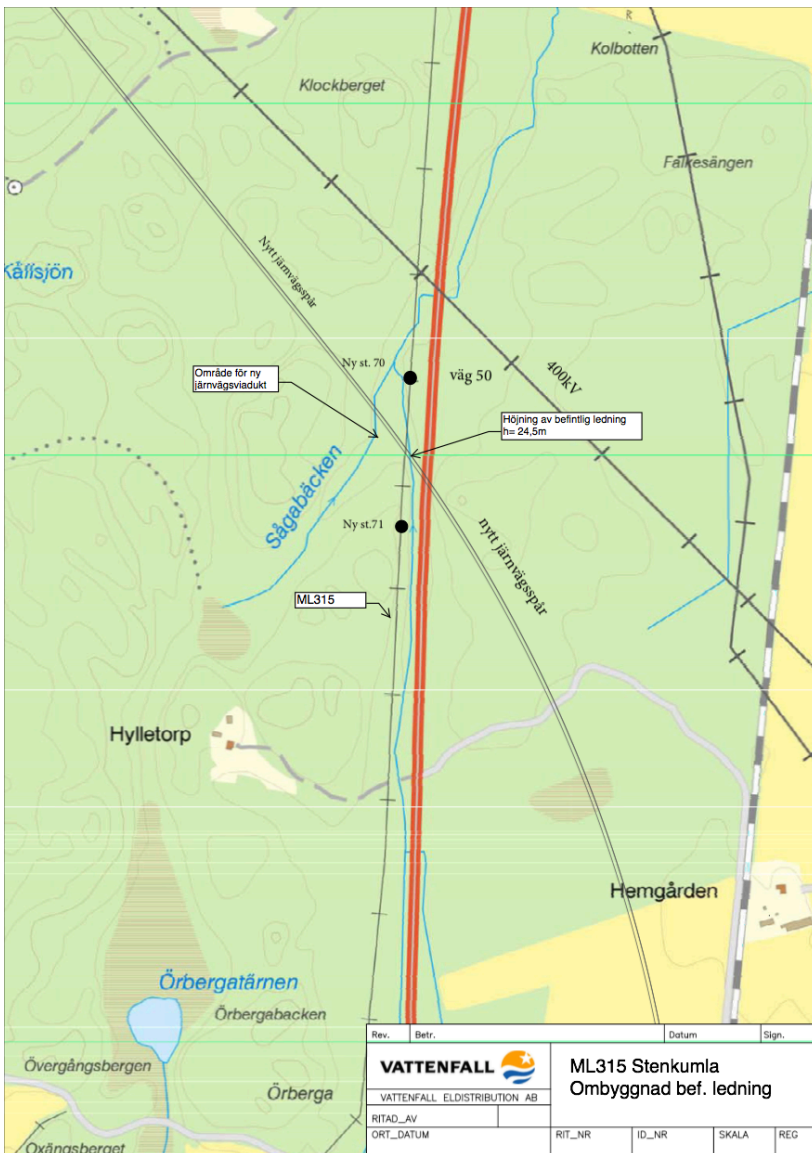 Kolbotten
Klockberget
Falkesängen
Kållsjön
Nytt järnvägsspår
Ny st. 70
väg 50
400kV
Område för ny
järnvägsviadukt
Höjning av befintlig ledning
h= 24,5m
Sågabäcken
Ny st.71
nytt järnvägsspår
ML315
Hylletorp
Hemgården
Örbergatärnen
Örbergabacken
Övergångsbergen
Örberga
Oxängsberget
Rev. Betr. Datum Sign.
VATTENFALL
VATTENFALL ELDISTRIBUTION AB
ML315 Stenkumla
Ombyggnad bef. ledning
RITAD_AV
ORT_DATUM RIT_NR ID_NR SKALA REG